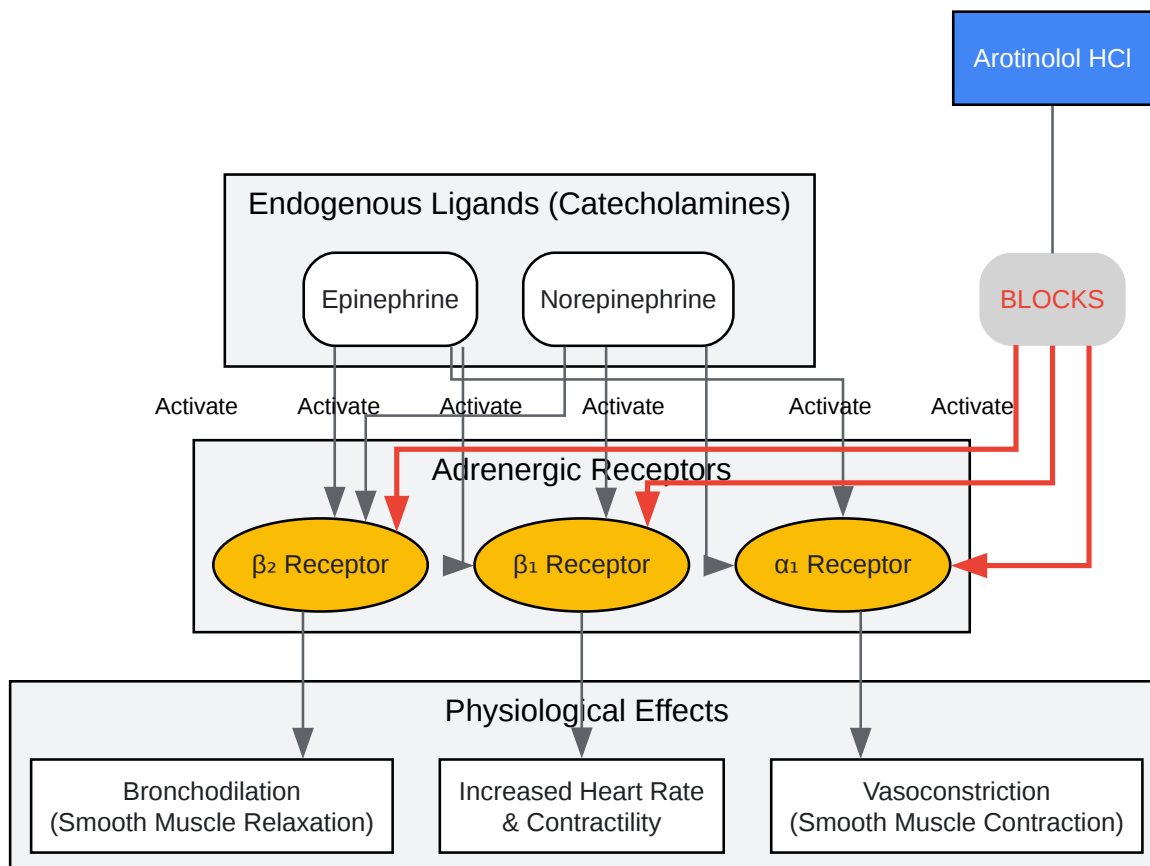 Arotinolol HCl
Endogenous Ligands (Catecholamines)
Epinephrine
Norepinephrine
BLOCKS
Activate
Activate
Activate
Activate
Activate
Activate
Adrenergic Receptors
β₂ Receptor
β₁ Receptor
α₁ Receptor
Physiological Effects
Bronchodilation
(Smooth Muscle Relaxation)
Increased Heart Rate
& Contractility
Vasoconstriction
(Smooth Muscle Contraction)